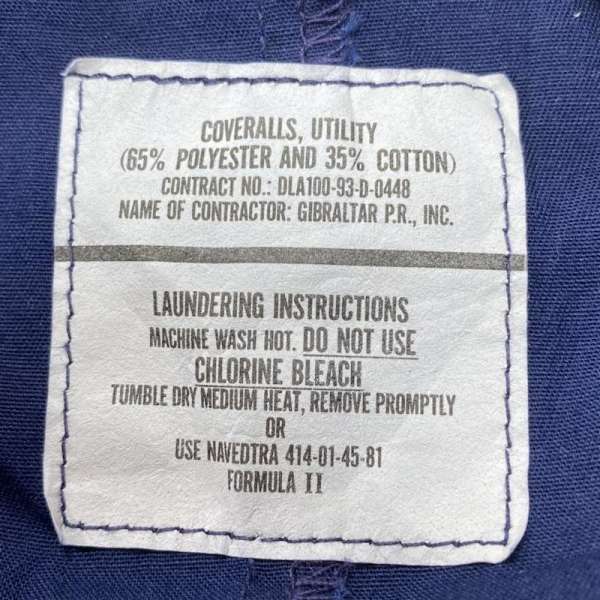 COVERALLS, UTILITY
(65% POLYESTER AND 35% COTTON)
CONTRACT NO.: DLA100-93-D-0448
NAME OF CONTRACTOR: GIBRALTAR P.R., INC.
LAUNDERING INSTRUCTIONS
MACHINE WASH HOT. DO NOT USE
CHLORINE BLEACH
TUMBLE DRY MEDIUM HEAT, REMOVE PROMPTLY
OR
USE NAVEDTRA 414-01-45-81
FORMULA II